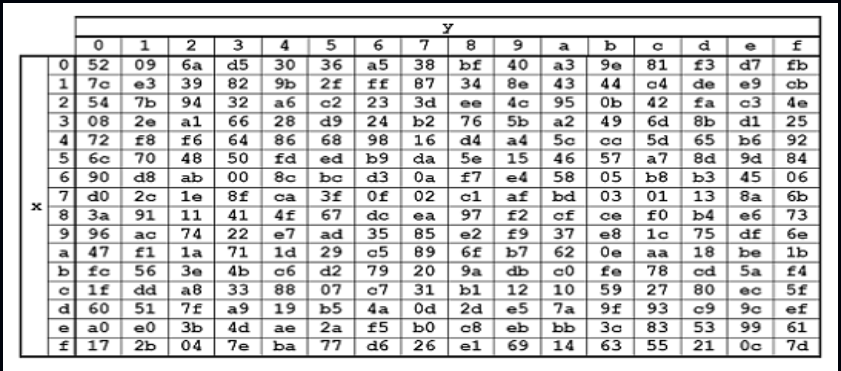 y
0 1 2 3 4 5 6 7 8 9 a b c d e f
0 52 09 6a d5 30 36 a5 38 bf 40 a3 9e 81 f3 d7 fb
1 7c e3 39 82 9b 2f ff 87 34 8e 43 44 c4 de e9 cb
2 54 7b 94 32 a6 c2 23 3d ee 4c 95 0b 42 fa c3 4e
3 08 2e a1 66 28 d9 24 b2 76 5b a2 49 6d 8b d1 25
4 72 f8 f6 64 86 68 98 16 d4 a4 5c cc 5d 65 b6 92
5 6c 70 48 50 fd ed b9 da 5e 15 46 57 a7 8d 9d 84
6 90 d8 ab 00 8c bc d3 0a f7 e4 58 05 b8 b3 45 06
7 d0 2c 1e 8f ca 3f 0f 02 c1 af bd 03 01 13 8a 6b
x
8 3a 91 11 41 4f 67 dc ea 97 f2 cf ce f0 b4 e6 73
9 96 ac 74 22 e7 ad 35 85 e2 f9 37 e8 1c 75 df 6e
a 47 f1 1a 71 1d 29 c5 89 6f b7 62 0e aa 18 be 1b
b fc 56 3e 4b c6 d2 79 20 9a db c0 fe 78 cd 5a f4
c 1f dd a8 33 88 07 c7 31 b1 12 10 59 27 80 ec 5f
d 60 51 7f a9 19 b5 4a 0d 2d e5 7a 9f 93 c9 9c ef
e a0 e0 3b 4d ae 2a f5 b0 c8 eb bb 3c 83 53 99 61
f 17 2b 04 7e ba 77 d6 26 e1 69 14 63 55 21 0c 7d